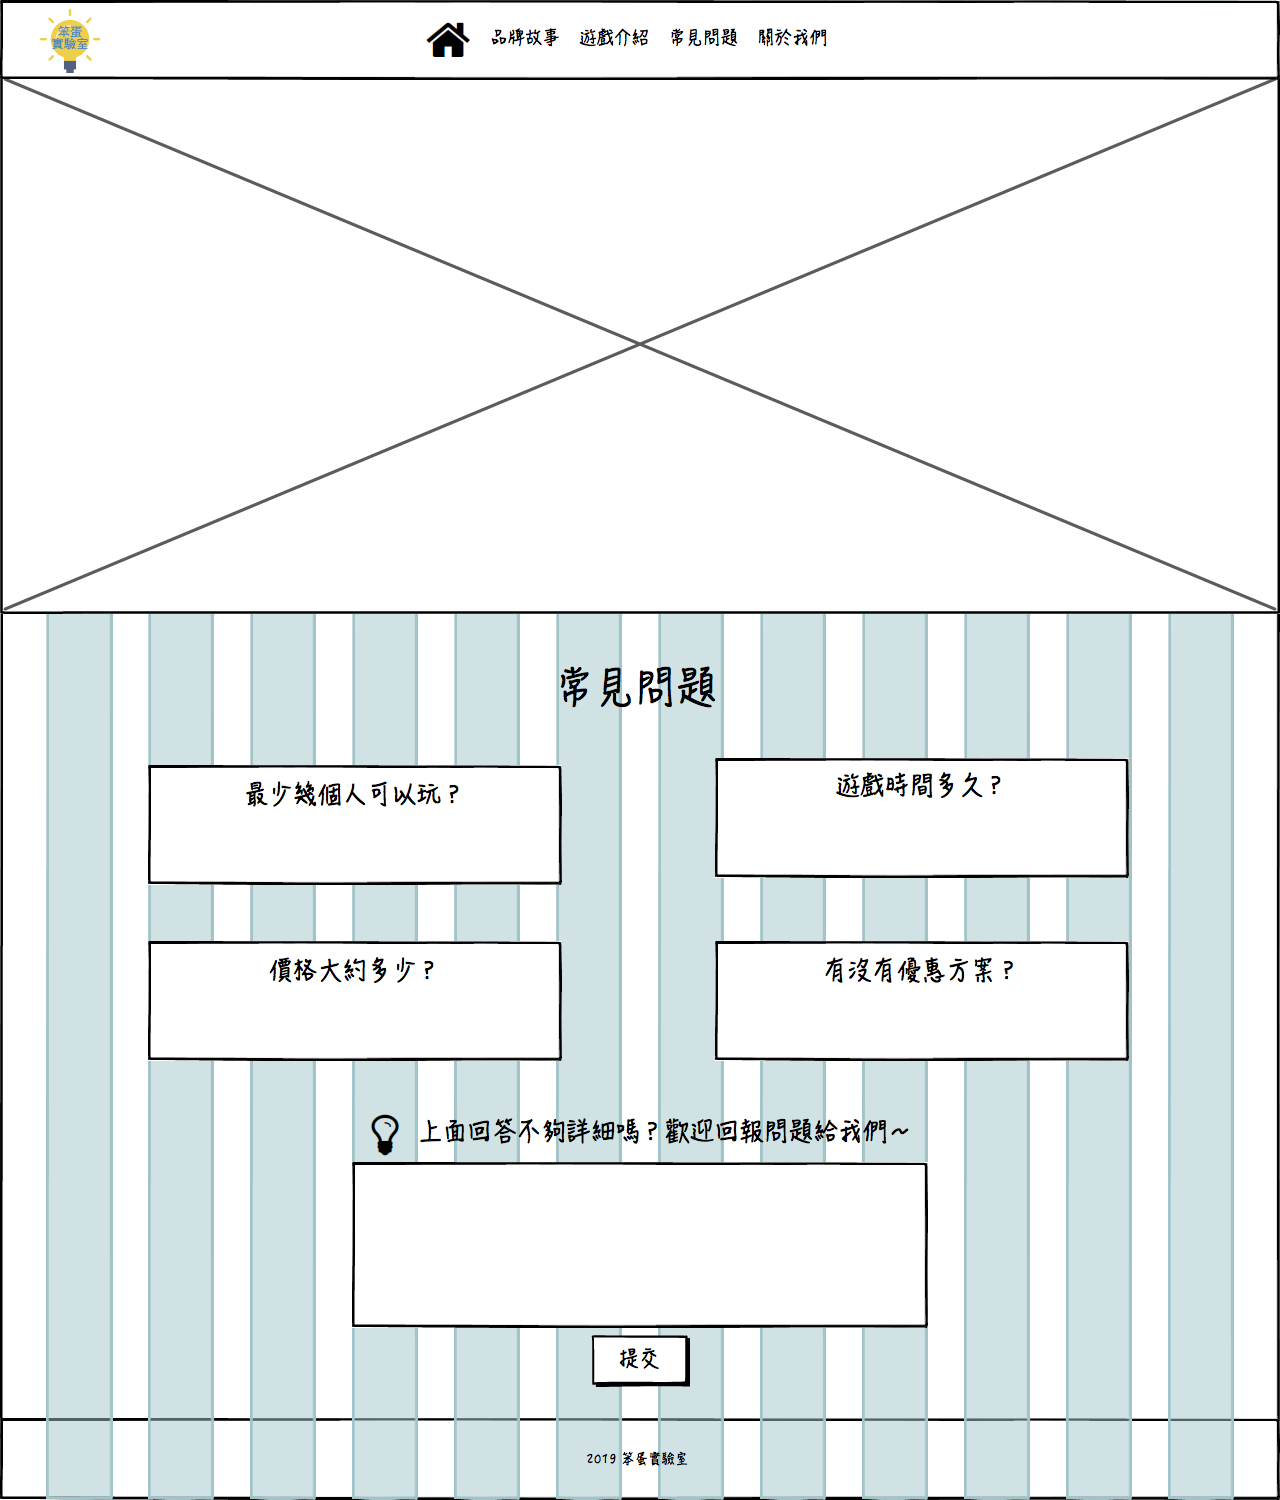 笨蛋
實驗室
品牌故事 遊戲介紹 常見問題 關於我們
常見問題
最少幾個人可以玩？
遊戲時間多久？
價格大約多少？
有沒有優惠方案？
上面回答不夠詳細嗎？歡迎回報問題給我們~
提交
2019 笨蛋實驗室